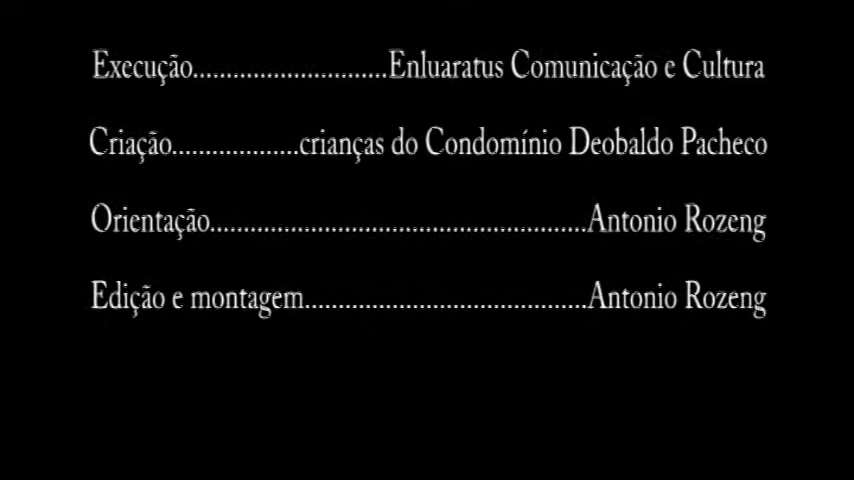 Execução.............................Enluaratus Comunicação e Cultura
Criação...................crianças do Condomínio Deobaldo Pacheco
Orientação........................................................Antonio Rozeng
Edição e montagem..........................................Antonio Rozeng